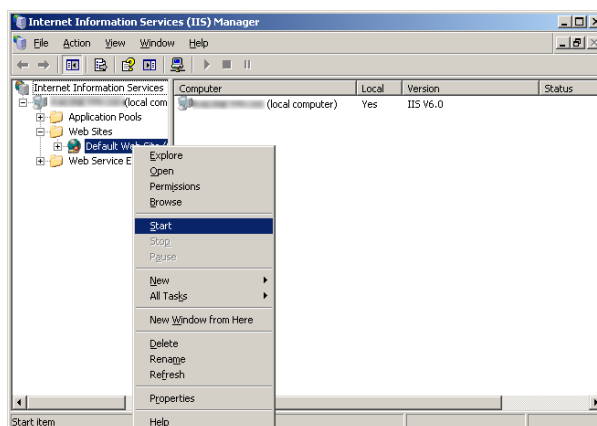 Internet Information Services (IIS) Manager
File Action View Window Help
Internet Information Services
(local com
Application Pools
Web Sites
Default Web Site (
Web Service E
Computer Local Version Status
(local computer) Yes IIS V6.0
Explore
Open
Permissions
Browse
Start
Stop
Pause
New
All Tasks
New Window from Here
Delete
Rename
Refresh
Properties
Help
Start item